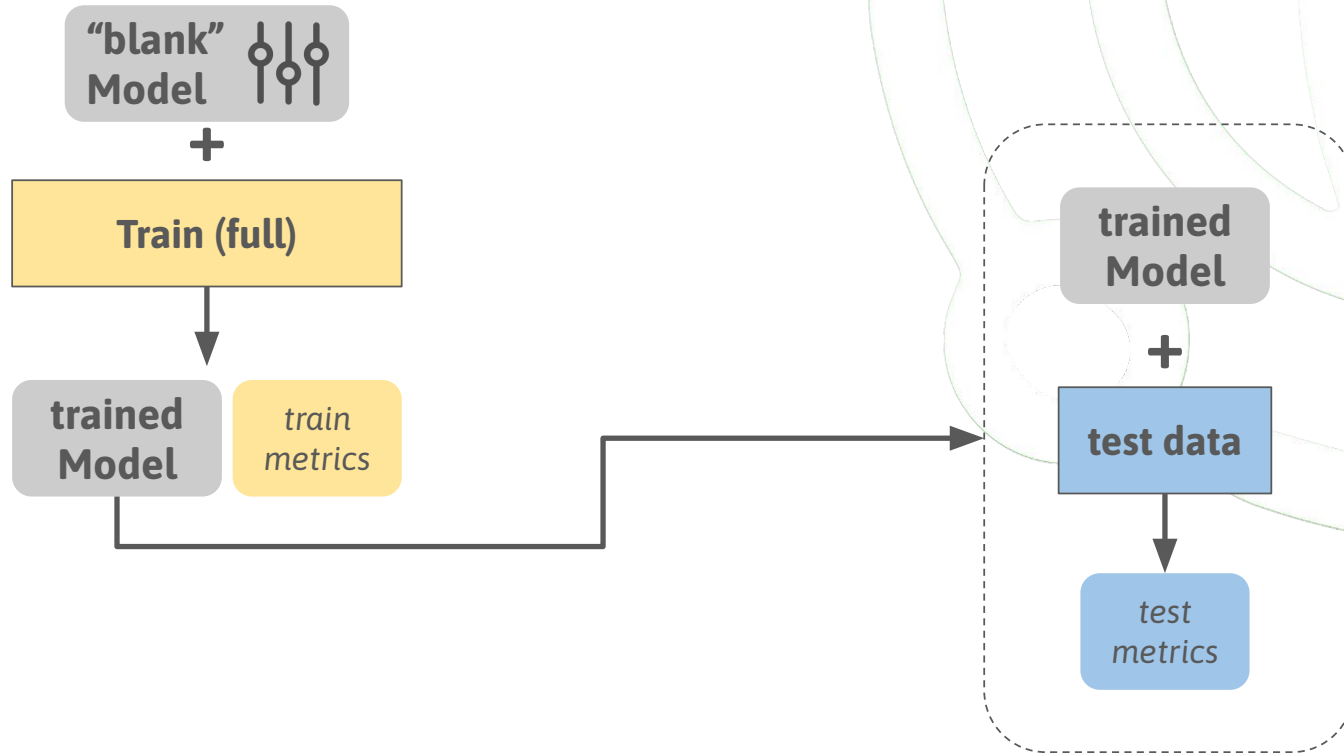 “blank”
Model
+
Train (full)
trained
Model
train
metrics
trained
Model
+
test data
test
metrics